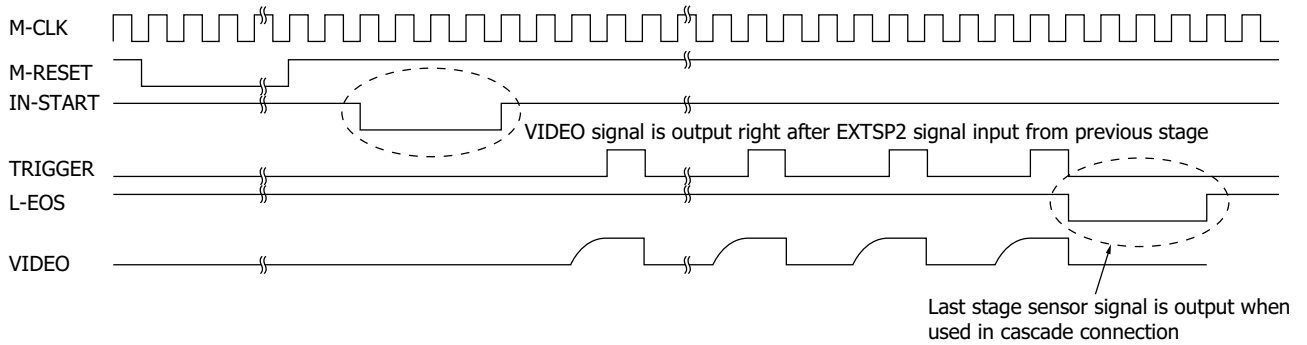 M-CLK
M-RESET
IN-START
VIDEO signal is output right after EXTSP2 signal input from previous stage
TRIGGER
L-EOS
VIDEO
Last stage sensor signal is output when
used in cascade connection